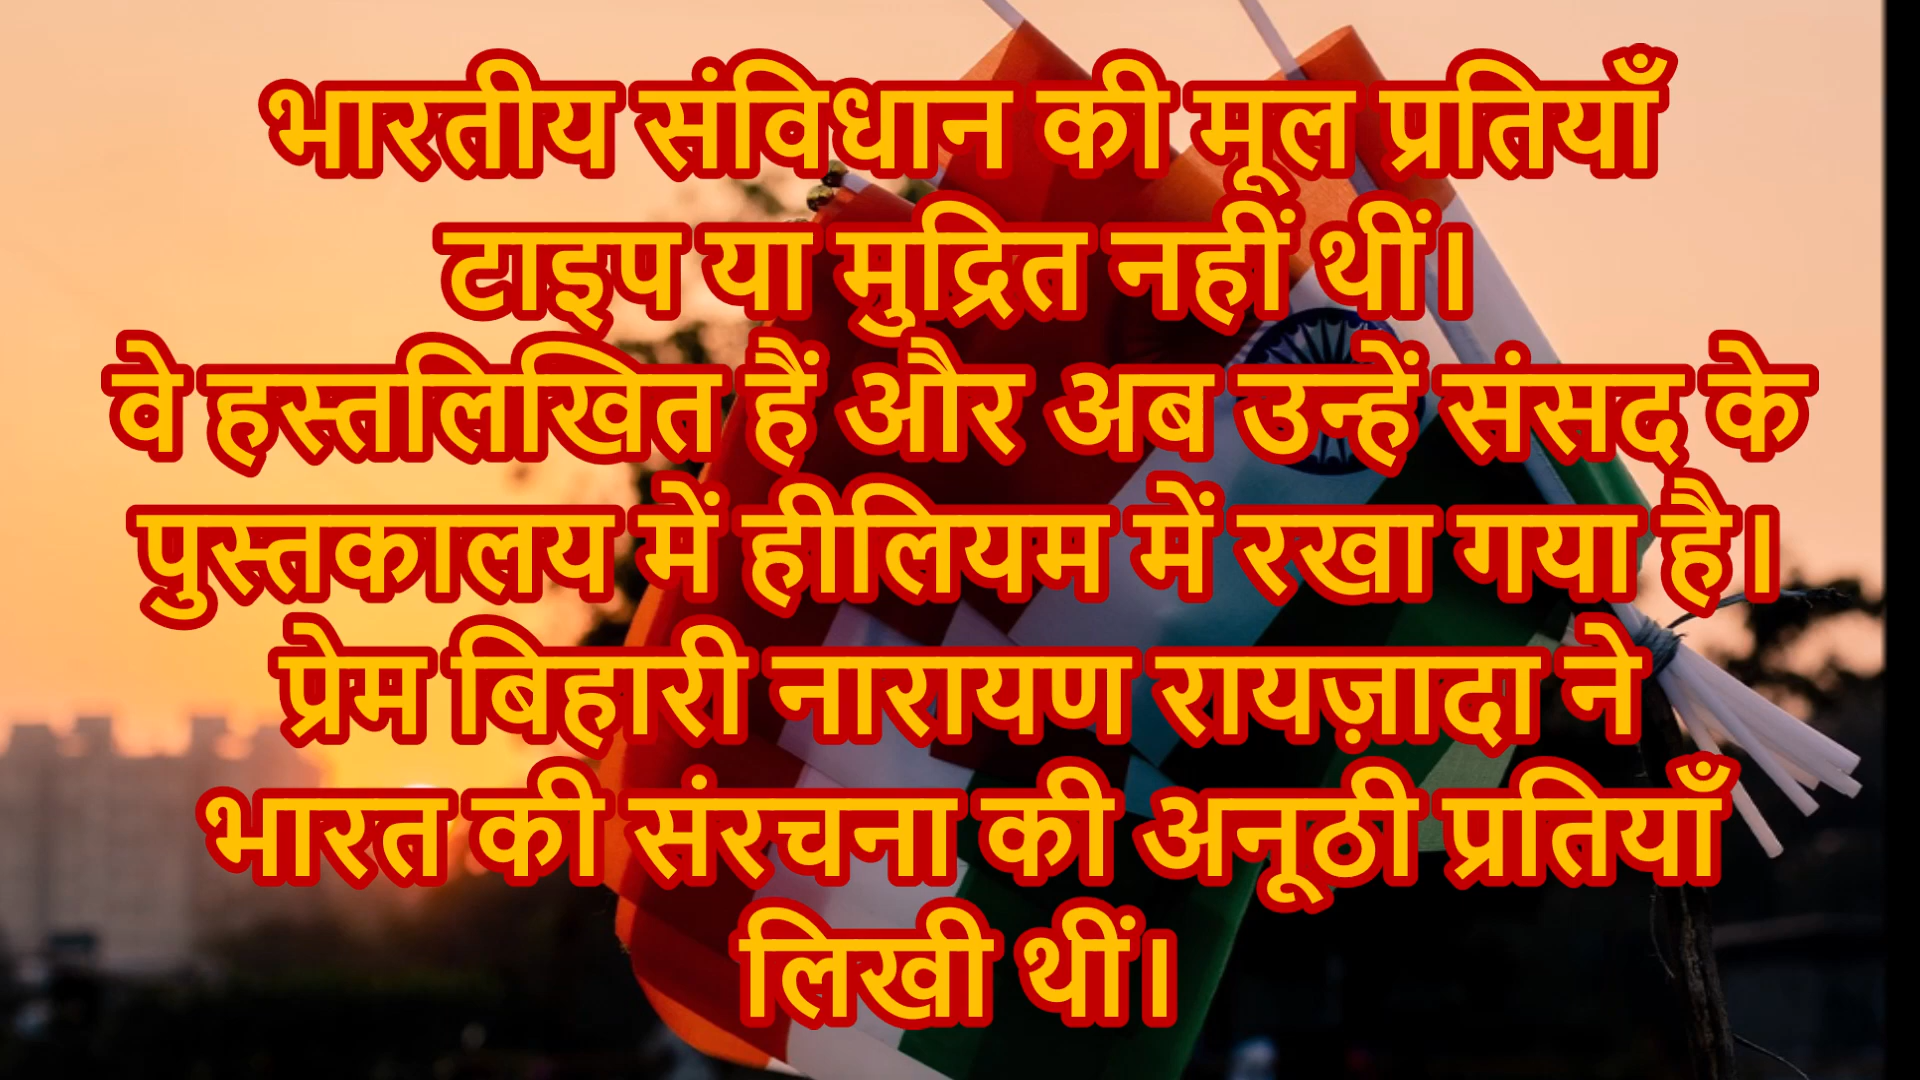 भारतीय संविधान की मूल प्रतियाँ
टाइप या मुद्रित नहीं थीं।
वे हस्तलिखित हैं और अब उन्हें संसद के
पुस्तकालय में हीलियम में रखा गया है।
प्रेम बिहारी नारायण रायज़ादा ने
भारत की संरचना की अनूठी प्रतियाँ
लिखी थीं।